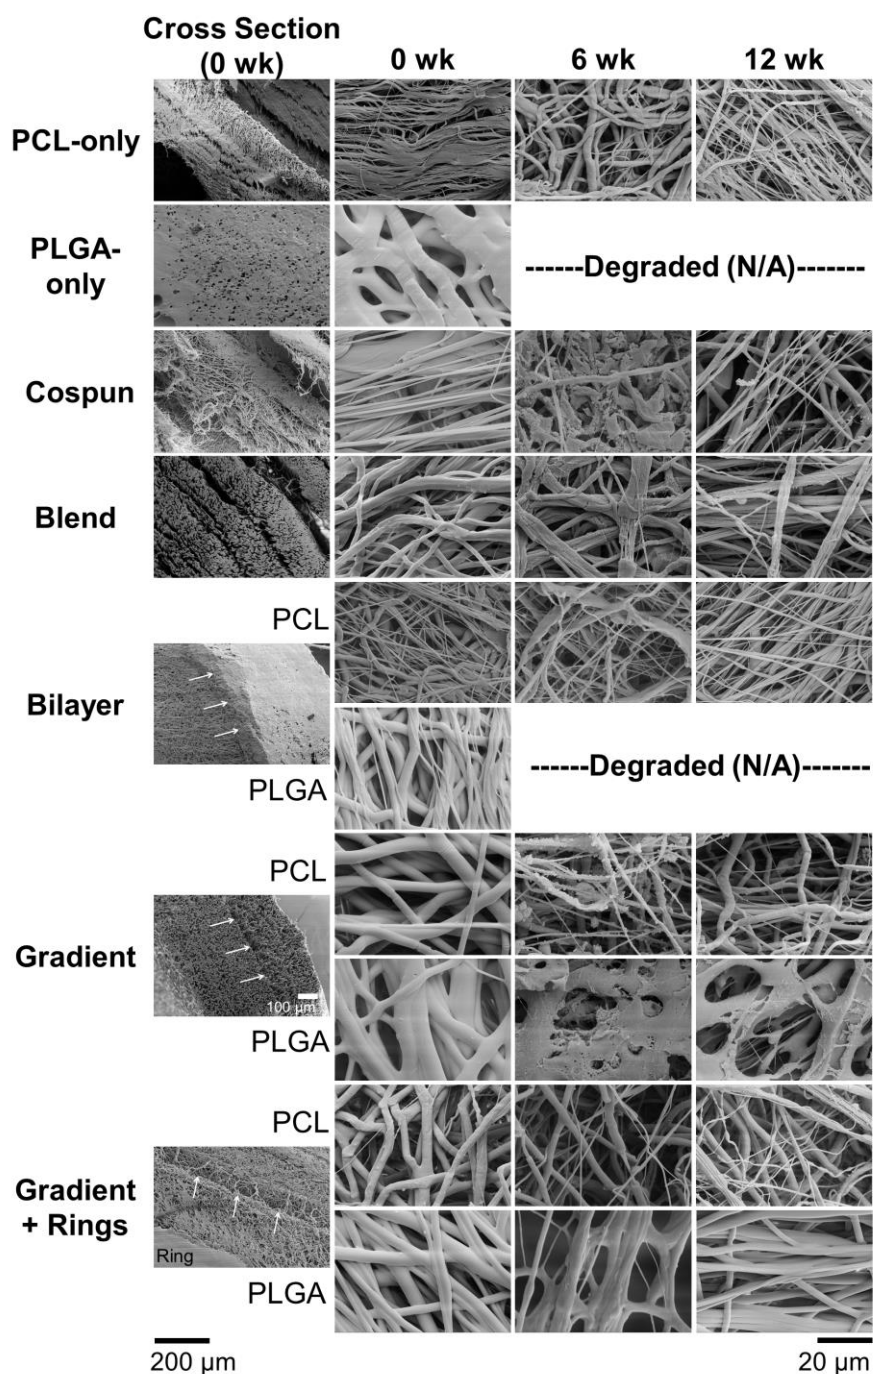 Cross Section
(0 wk)
0 wk
6 wk
12 wk
PCL-only
PLGA-
only
------Degraded (N/A)-------
Cospun
Blend
PCL
Bilayer
------Degraded (N/A)-------
PLGA
PCL
Gradient
100 µm
PLGA
PCL
Gradient
+ Rings
Ring
PLGA
200 µm
20 µm